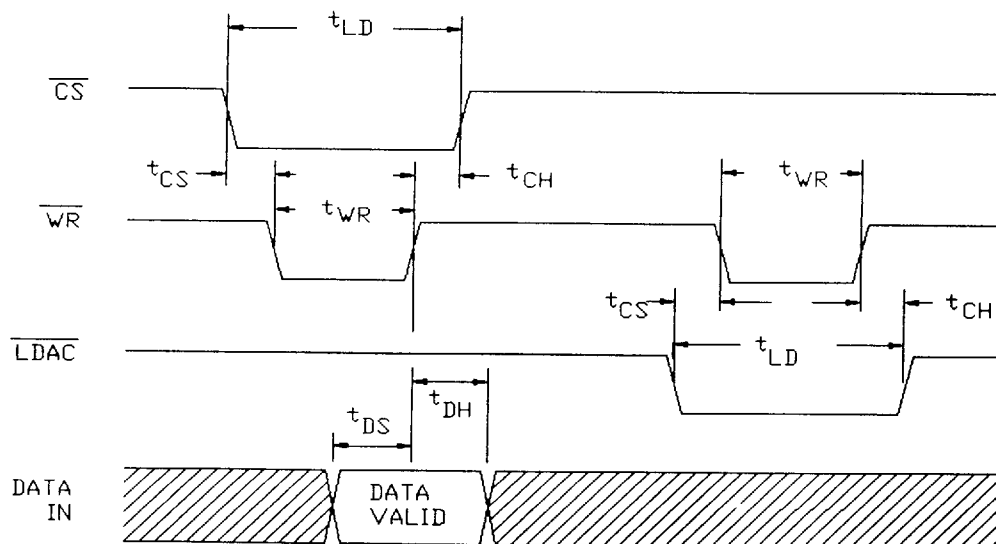 tLD
CS
tCS
tCH
tWR
WR
tWR
tCS
tCH
LDAC
tLD
tDH
tDS
DATA
IN
DATA
VALID